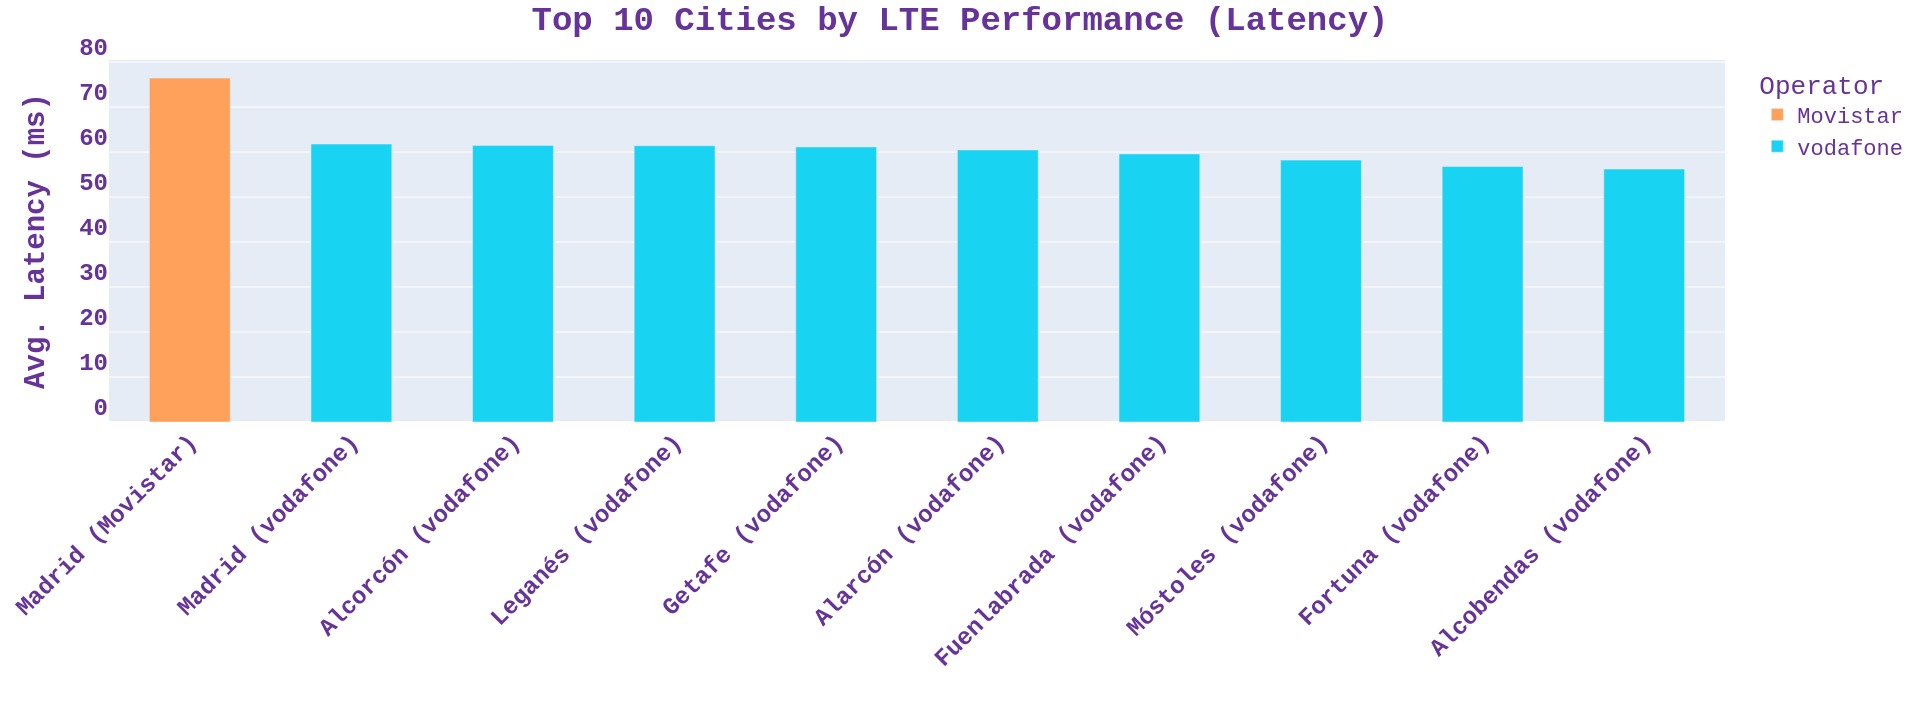 Top 10 Cities by LTE Performance (Latency)
Avg. Latency (ms)
80
70
60
50
40
30
20
10
0
Madrid (Movistar)
Madrid (vodafone)
Alcorcón (vodafone)
Leganés (vodafone)
Getafe (vodafone)
Alarcón (vodafone)
Fuenlabrada (vodafone)
Móstoles (vodafone)
Fortuna (vodafone)
Alcobendas (vodafone)
Operator
Movistar
vodafone